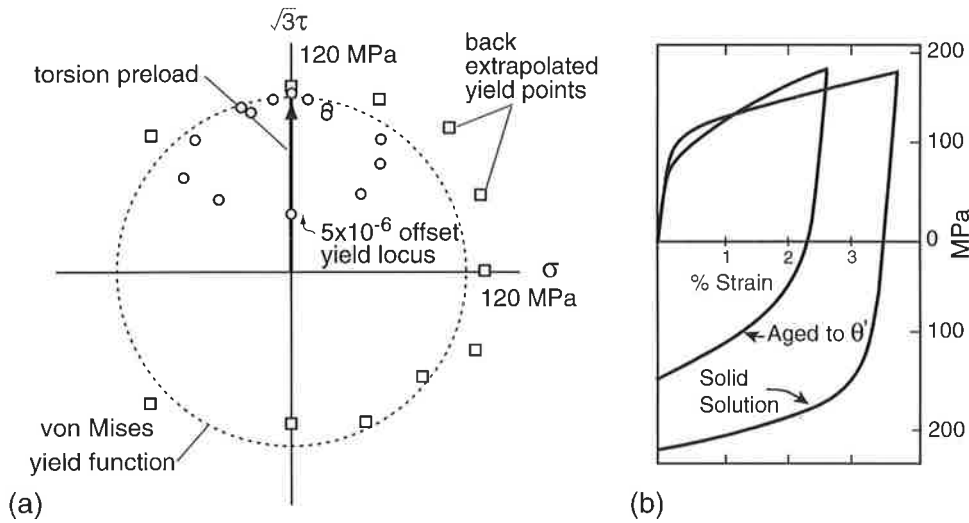 √3τ
120 MPa
torsion preload
back
extrapolated
yield points
5x10⁻⁶ offset
yield locus
σ
120 MPa
von Mises
yield function
(a)
200
100
0
MPa
1
2
3
% Strain
100
Aged to θ'
Solid
Solution
200
(b)